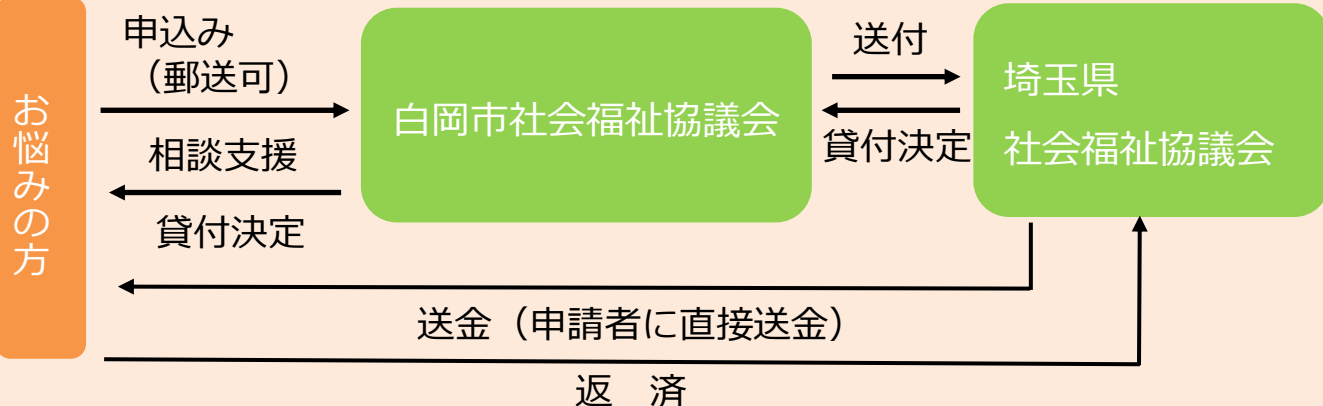 お悩みの方
申込み
（郵送可）
相談支援
貸付決定
白岡市社会福祉協議会
送付
貸付決定
埼玉県
社会福祉協議会
送金（申請者に直接送金）
返　済